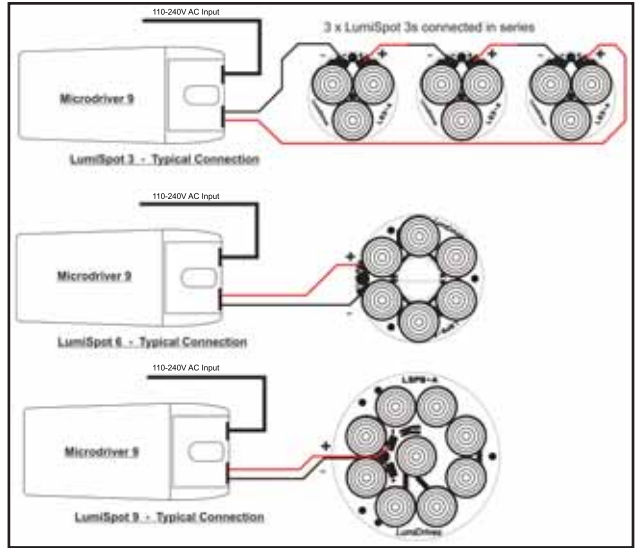 110-240V AC Input
3 x LumiSpot 3s connected in series
- +
- +
- +
Microdriver 9
LumiSpot 3 - Typical Connection
110-240V AC Input
+
Microdriver 9
-
LumiSpot 6 - Typical Connection
110-240V AC Input
LSP9-A
+
Microdriver 9
-
LumiSpot 9 - Typical Connection
LumiDrives